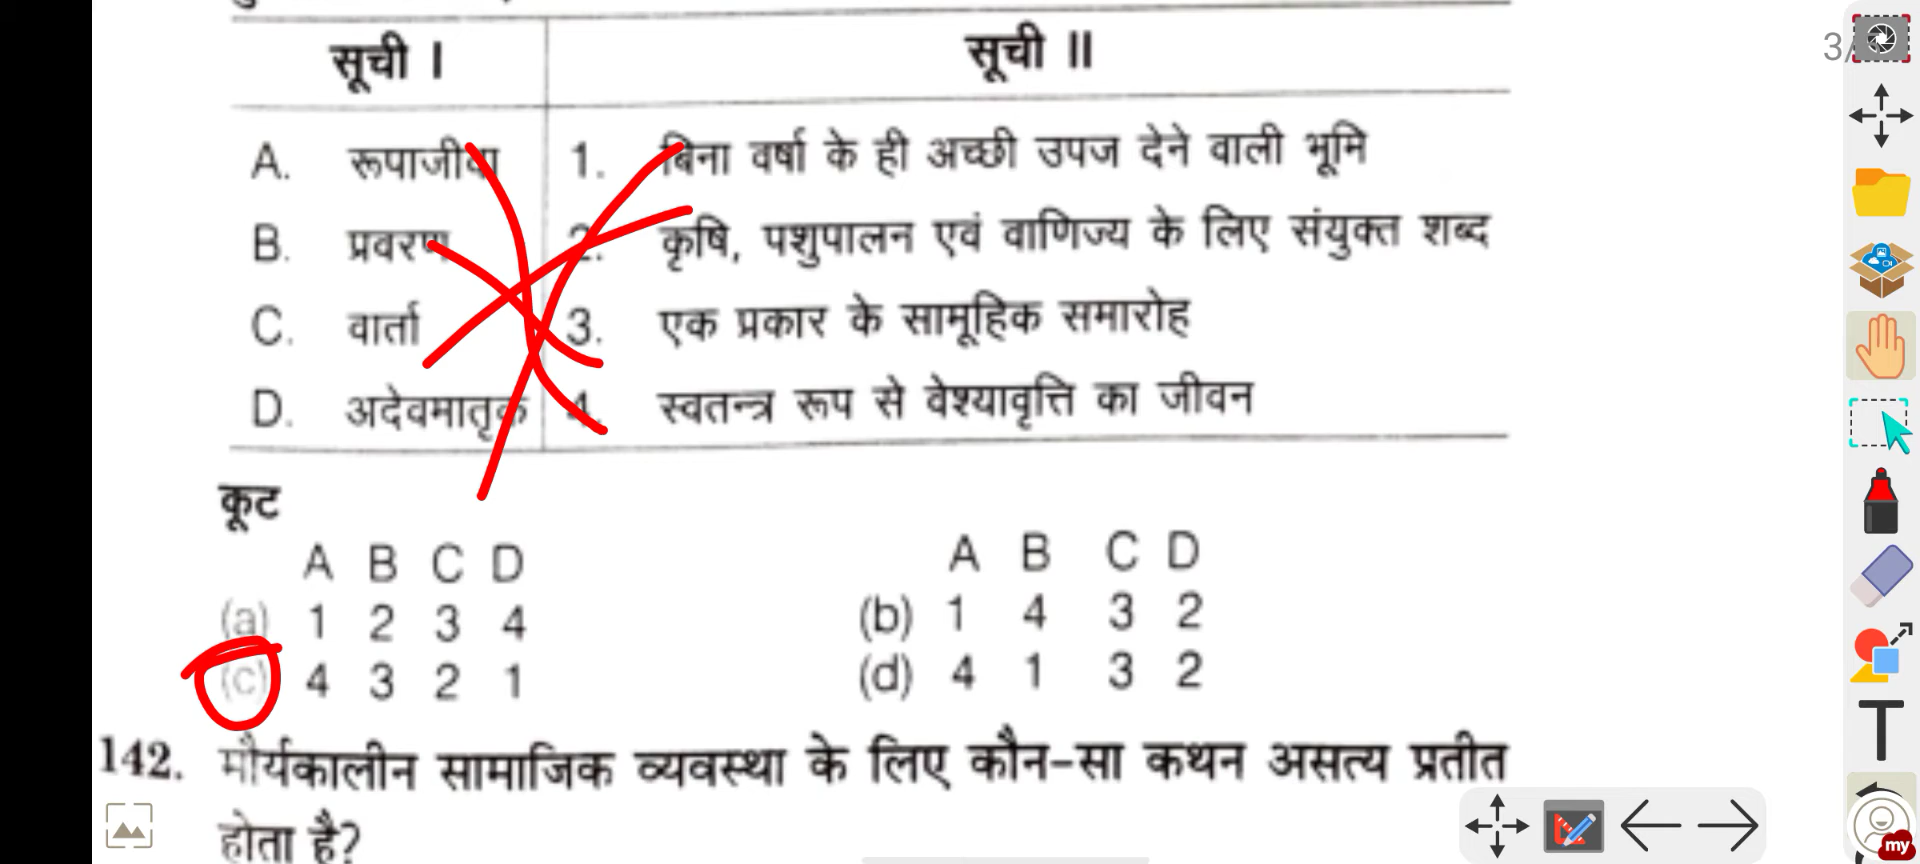 3/
सूची I सूची II
A. रूपाजीवा 1. बिना वर्षा के ही अच्छी उपज देने वाली भूमि
B. प्रवरण 2. कृषि, पशुपालन एवं वाणिज्य के लिए संयुक्त शब्द
C. वार्ता 3. एक प्रकार के सामूहिक समारोह
D. अदेवमातृक 4. स्वतन्त्र रूप से वेश्यावृत्ति का जीवन
कूट
A B C D A B C D
(a) 1 2 3 4 (b) 1 4 3 2
(c) 4 3 2 1 (d) 4 1 3 2
142. मौर्यकालीन सामाजिक व्यवस्था के लिए कौन-सा कथन असत्य प्रतीत
होता है?
T
my